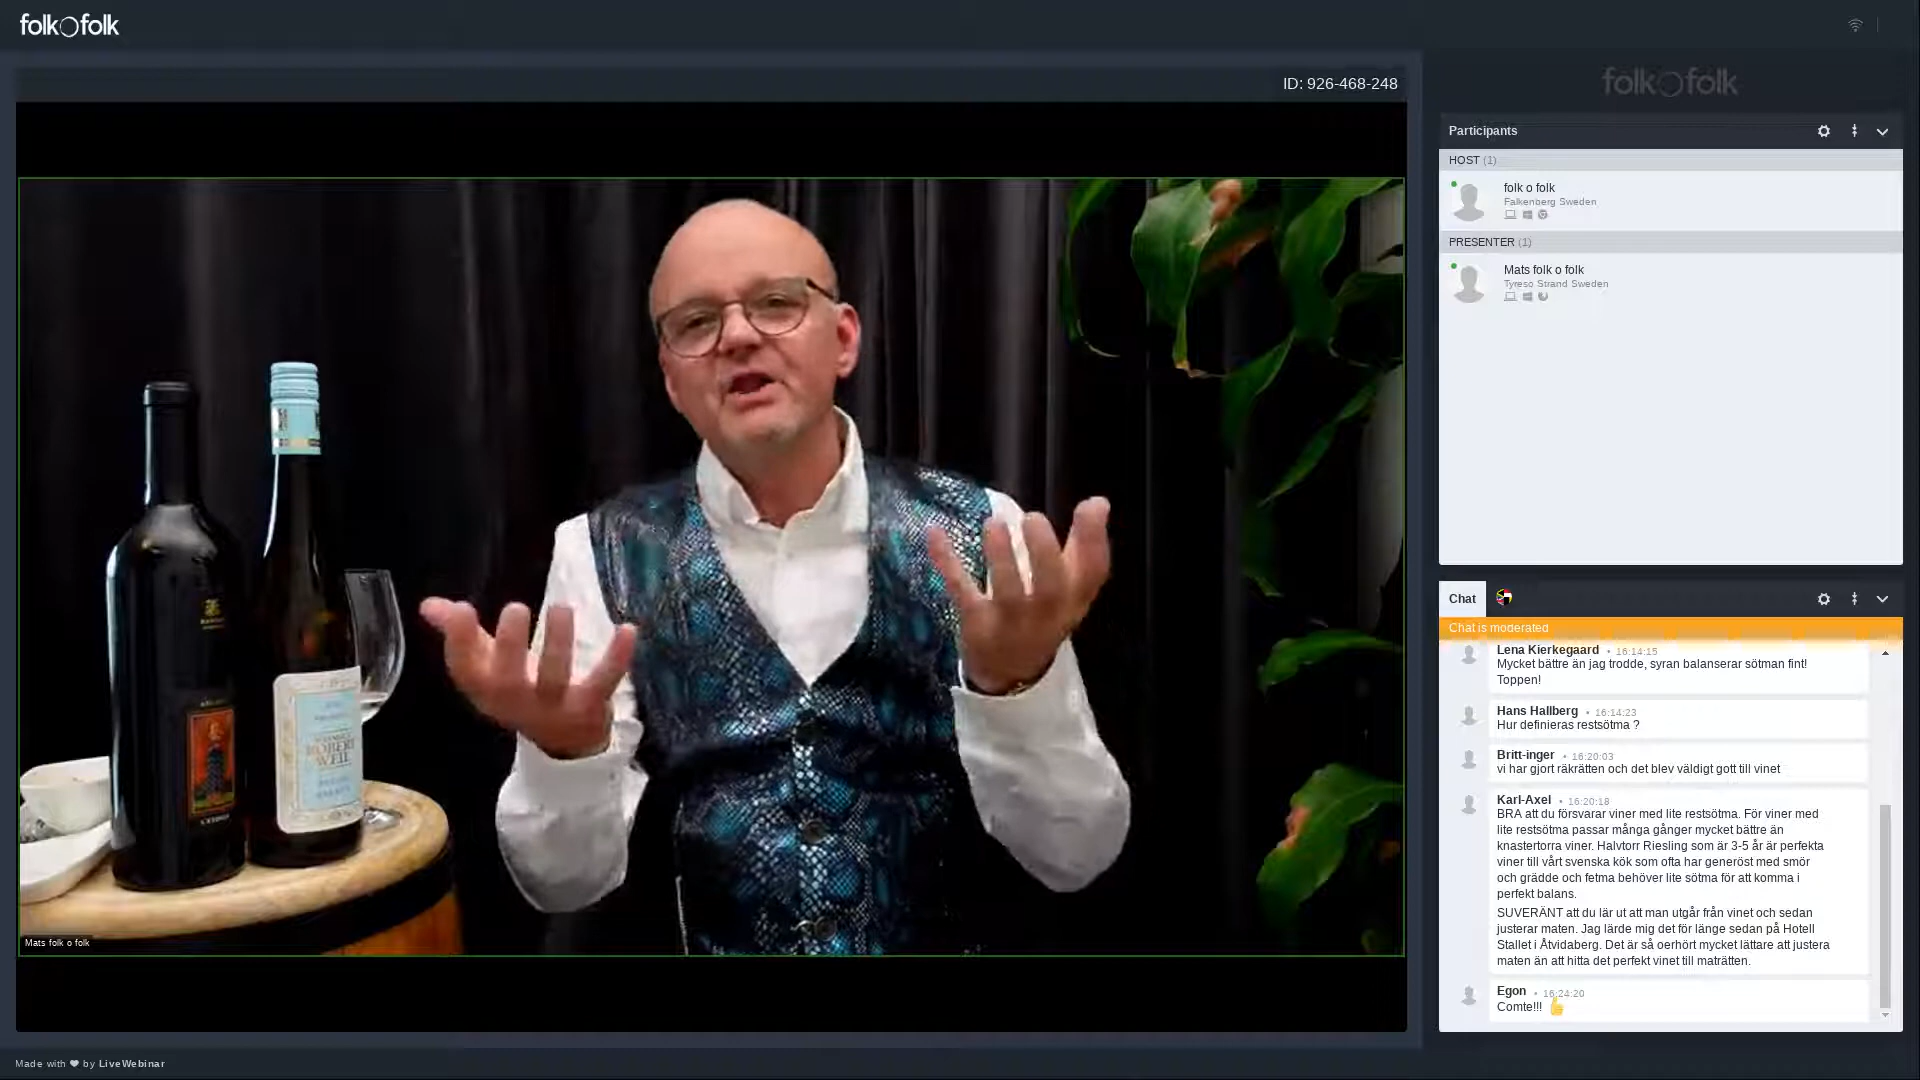 folkofolk
ID: 926-468-248
folkofolk
Participants
HOST (1)
folk o folk
Falkenberg Sweden
PRESENTER (1)
Mats folk o folk
Tyreso Strand Sweden
ROBERT
WEIL
Mats folk o folk
Chat
Chat is moderated
Lena Kierkegaard • 16:14:15
Mycket bättre än jag trodde, syran balanserar sötman fint!
Toppen!
Hans Hallberg • 16:14:23
Hur definieras restsötma ?
Britt-inger • 16:20:03
vi har gjort räkrätten och det blev väldigt gott till vinet
Karl-Axel • 16:20:18
BRA att du försvarar viner med lite restsötma. För viner med
lite restsötma passar många gånger mycket bättre än
knastertorra viner. Halvtorr Riesling som är 3-5 år är perfekta
viner till vårt svenska kök som ofta har generöst med smör
och grädde och fetma behöver lite sötma för att komma i
perfekt balans.
SUVERÄNT att du lär ut att man utgår från vinet och sedan
justerar maten. Jag lärde mig det för länge sedan på Hotell
Stallet i Åtvidaberg. Det är så oerhört mycket lättare att justera
maten än att hitta det perfekt vinet till maträtten.
Egon • 16:24:20
Comte!!! 👍
Made with ❤ by LiveWebinar